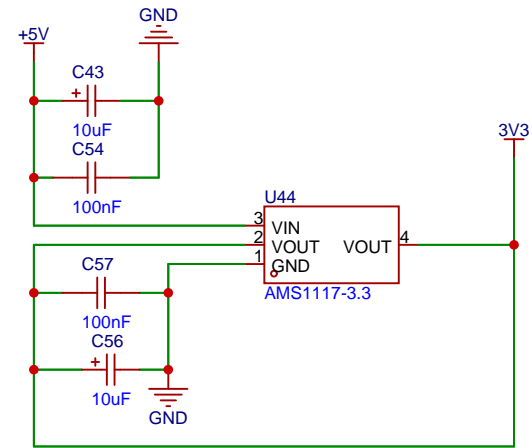 GND
+5V
C43
+
10uF
C54
100nF
3V3
U44
3 VIN
2 VOUT VOUT 4
1 GND
AMS1117-3.3
C57
100nF
C56
+
10uF
GND